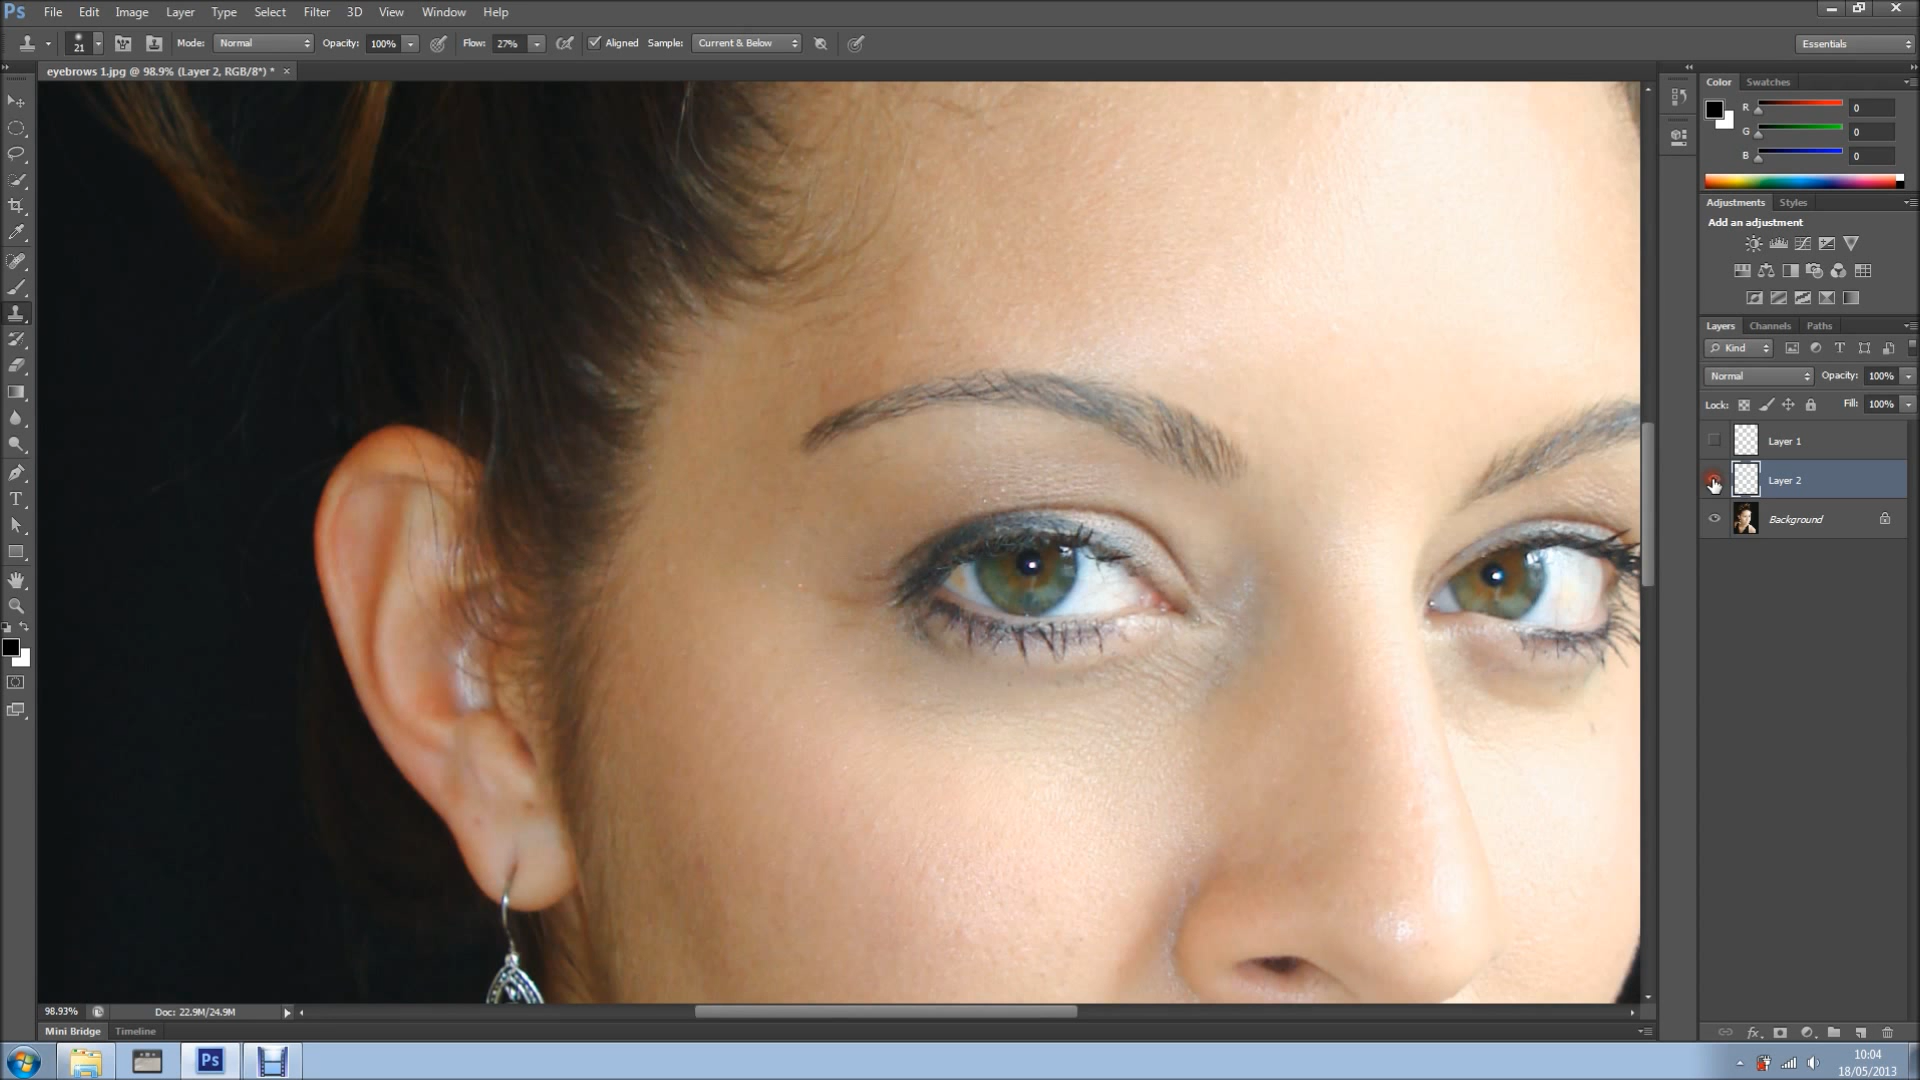 Ps File Edit Image Layer Type Select Filter 3D View Window Help
21 Mode: Normal Opacity: 100% Flow: 27% Aligned Sample: Current & Below Essentials
eyebrows 1.jpg @ 98.9% (Layer 2, RGB/8*) * ×
Color Swatches
R 0
G 0
B 0
Adjustments Styles
Add an adjustment
Layers Channels Paths
Kind
Normal Opacity: 100%
Lock: Fill: 100%
Layer 1
Layer 2
Background
98.93% Doc: 22.9M/24.9M
Mini Bridge Timeline
Ps
10:04
18/05/2013